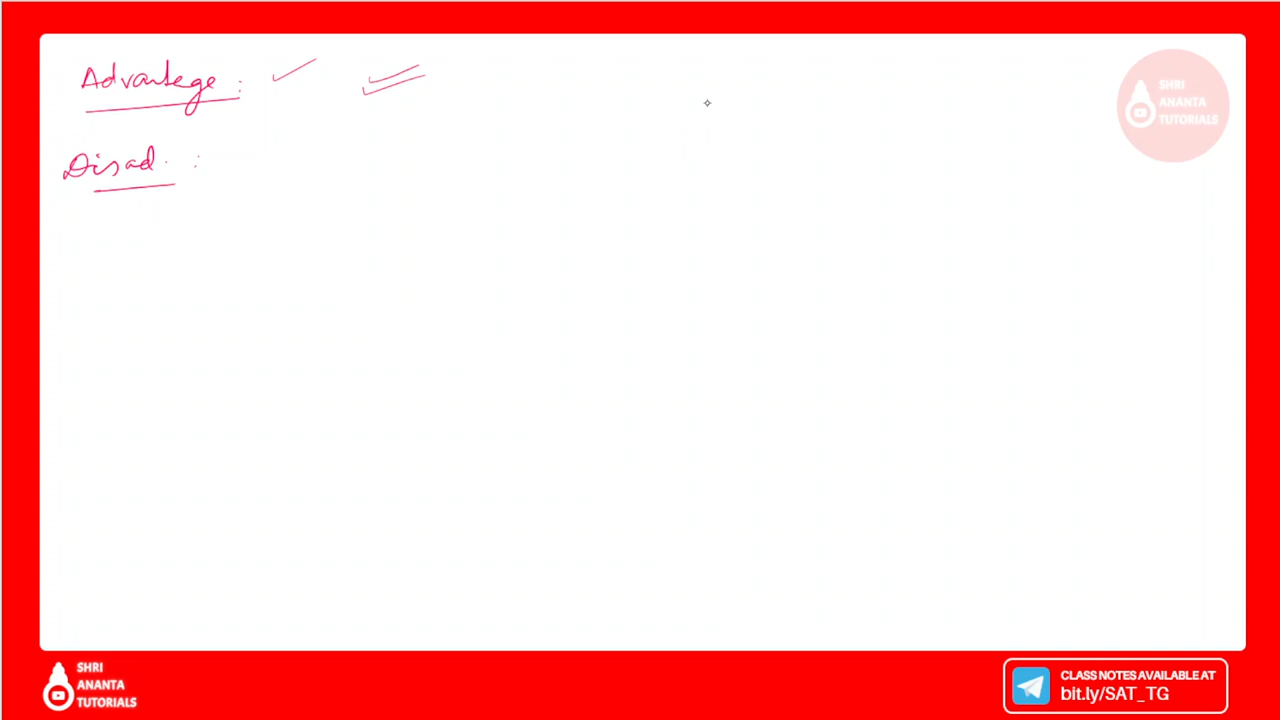 Advantege :
Disad. :
SHRI
ANANTA
TUTORIALS
SHRI
ANANTA
TUTORIALS
CLASS NOTES AVAILABLE AT
bit.ly/SAT_TG